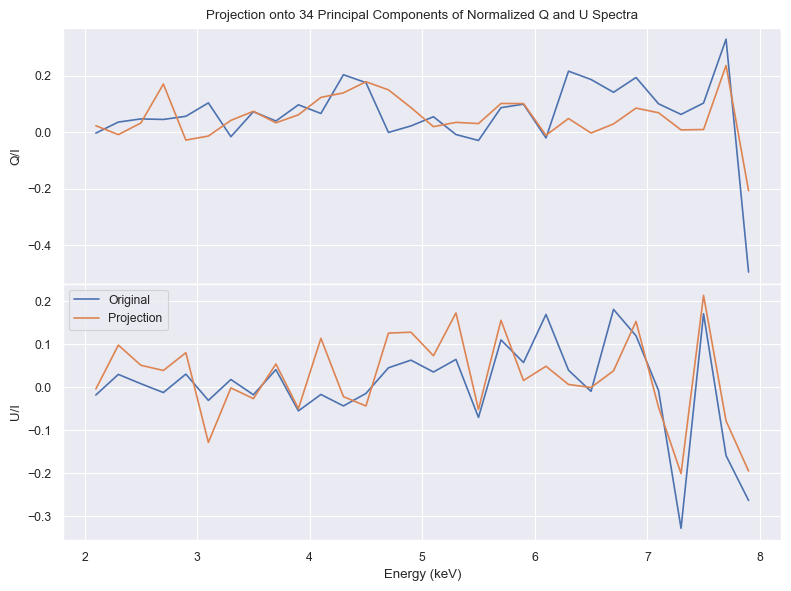 Projection onto 34 Principal Components of Normalized Q and U Spectra
0.2
0.0
−0.2
−0.4
Q/I
Original
Projection
0.2
0.1
0.0
−0.1
−0.2
−0.3
U/I
2 3 4 5 6 7 8
Energy (keV)